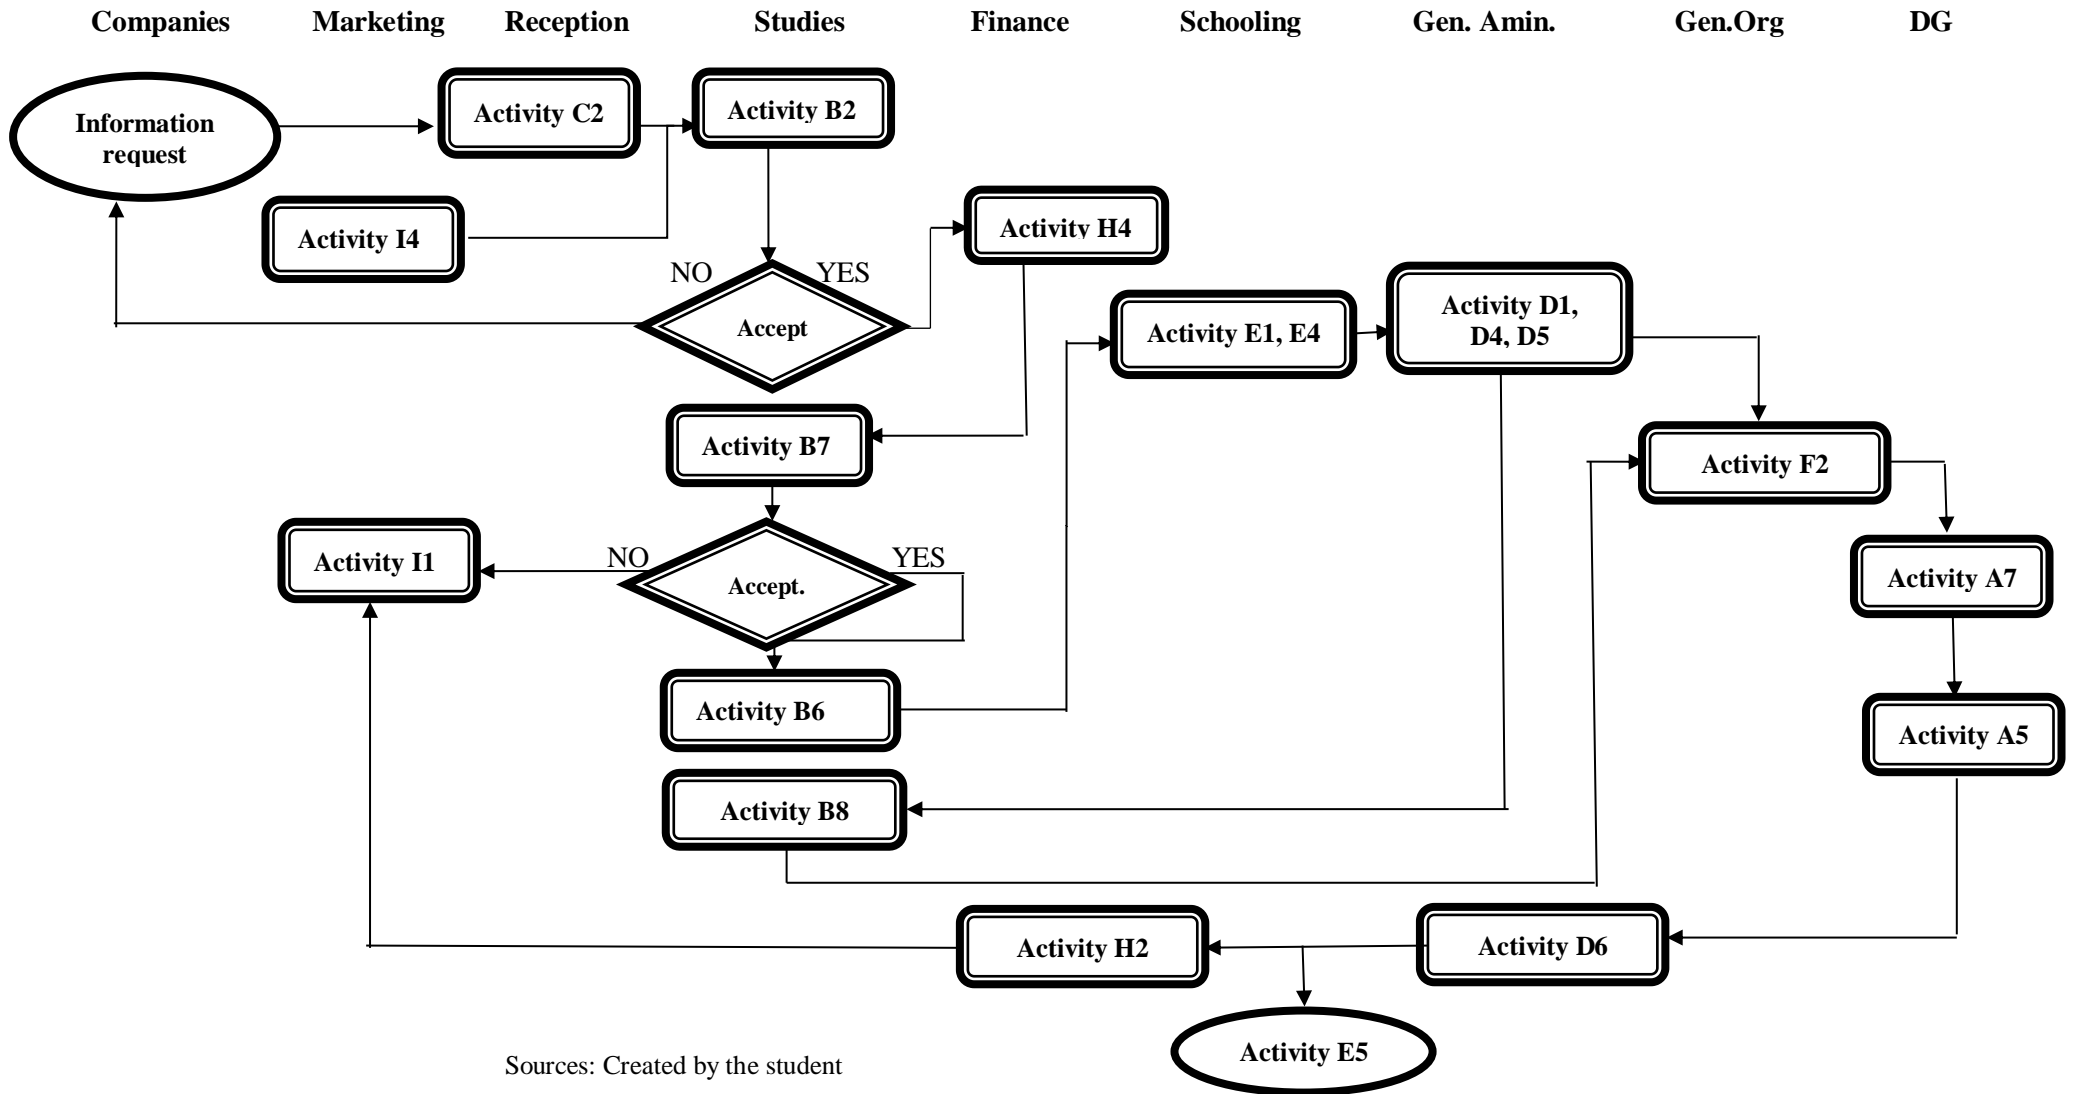 Companies Marketing Reception Studies Finance Schooling Gen. Amin. Gen.Org DG
Information
request
Activity C2
Activity B2
Activity I4
Activity H4
NO
YES
Accept
Activity E1, E4
Activity D1,
D4, D5
Activity B7
Activity F2
Activity I1
NO
YES
Accept.
Activity A7
Activity B6
Activity A5
Activity B8
Activity H2
Activity D6
Activity E5
Sources: Created by the student